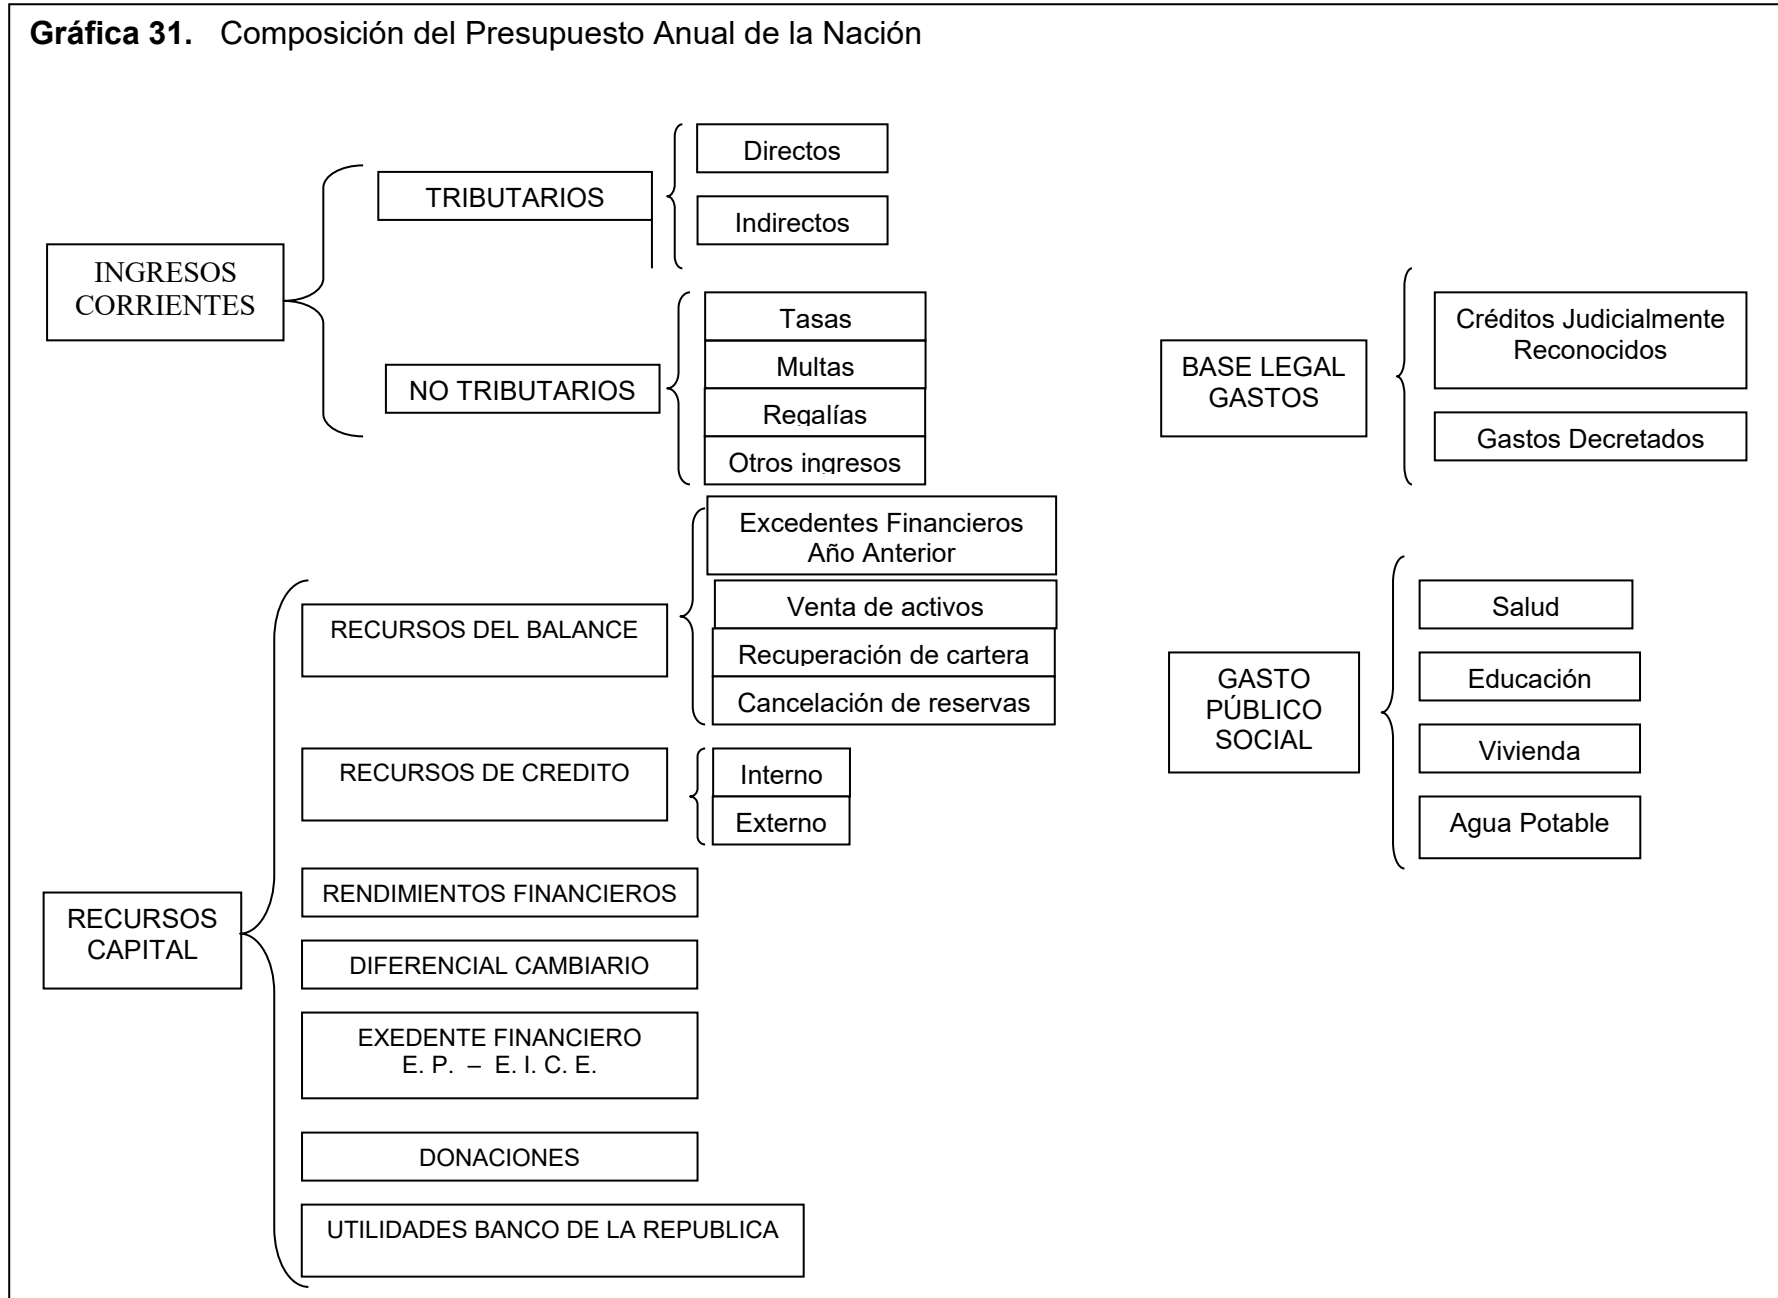 Gráfica 31. Composición del Presupuesto Anual de la Nación
INGRESOS
CORRIENTES
TRIBUTARIOS
Directos
Indirectos
NO TRIBUTARIOS
Tasas
Multas
Regalías
Otros ingresos
RECURSOS
CAPITAL
RECURSOS DEL BALANCE
Excedentes Financieros
Año Anterior
Venta de activos
Recuperación de cartera
Cancelación de reservas
RECURSOS DE CREDITO
Interno
Externo
RENDIMIENTOS FINANCIEROS
DIFERENCIAL CAMBIARIO
EXEDENTE FINANCIERO
E. P. – E. I. C. E.
DONACIONES
UTILIDADES BANCO DE LA REPUBLICA
BASE LEGAL
GASTOS
Créditos Judicialmente
Reconocidos
Gastos Decretados
GASTO
PÚBLICO
SOCIAL
Salud
Educación
Vivienda
Agua Potable